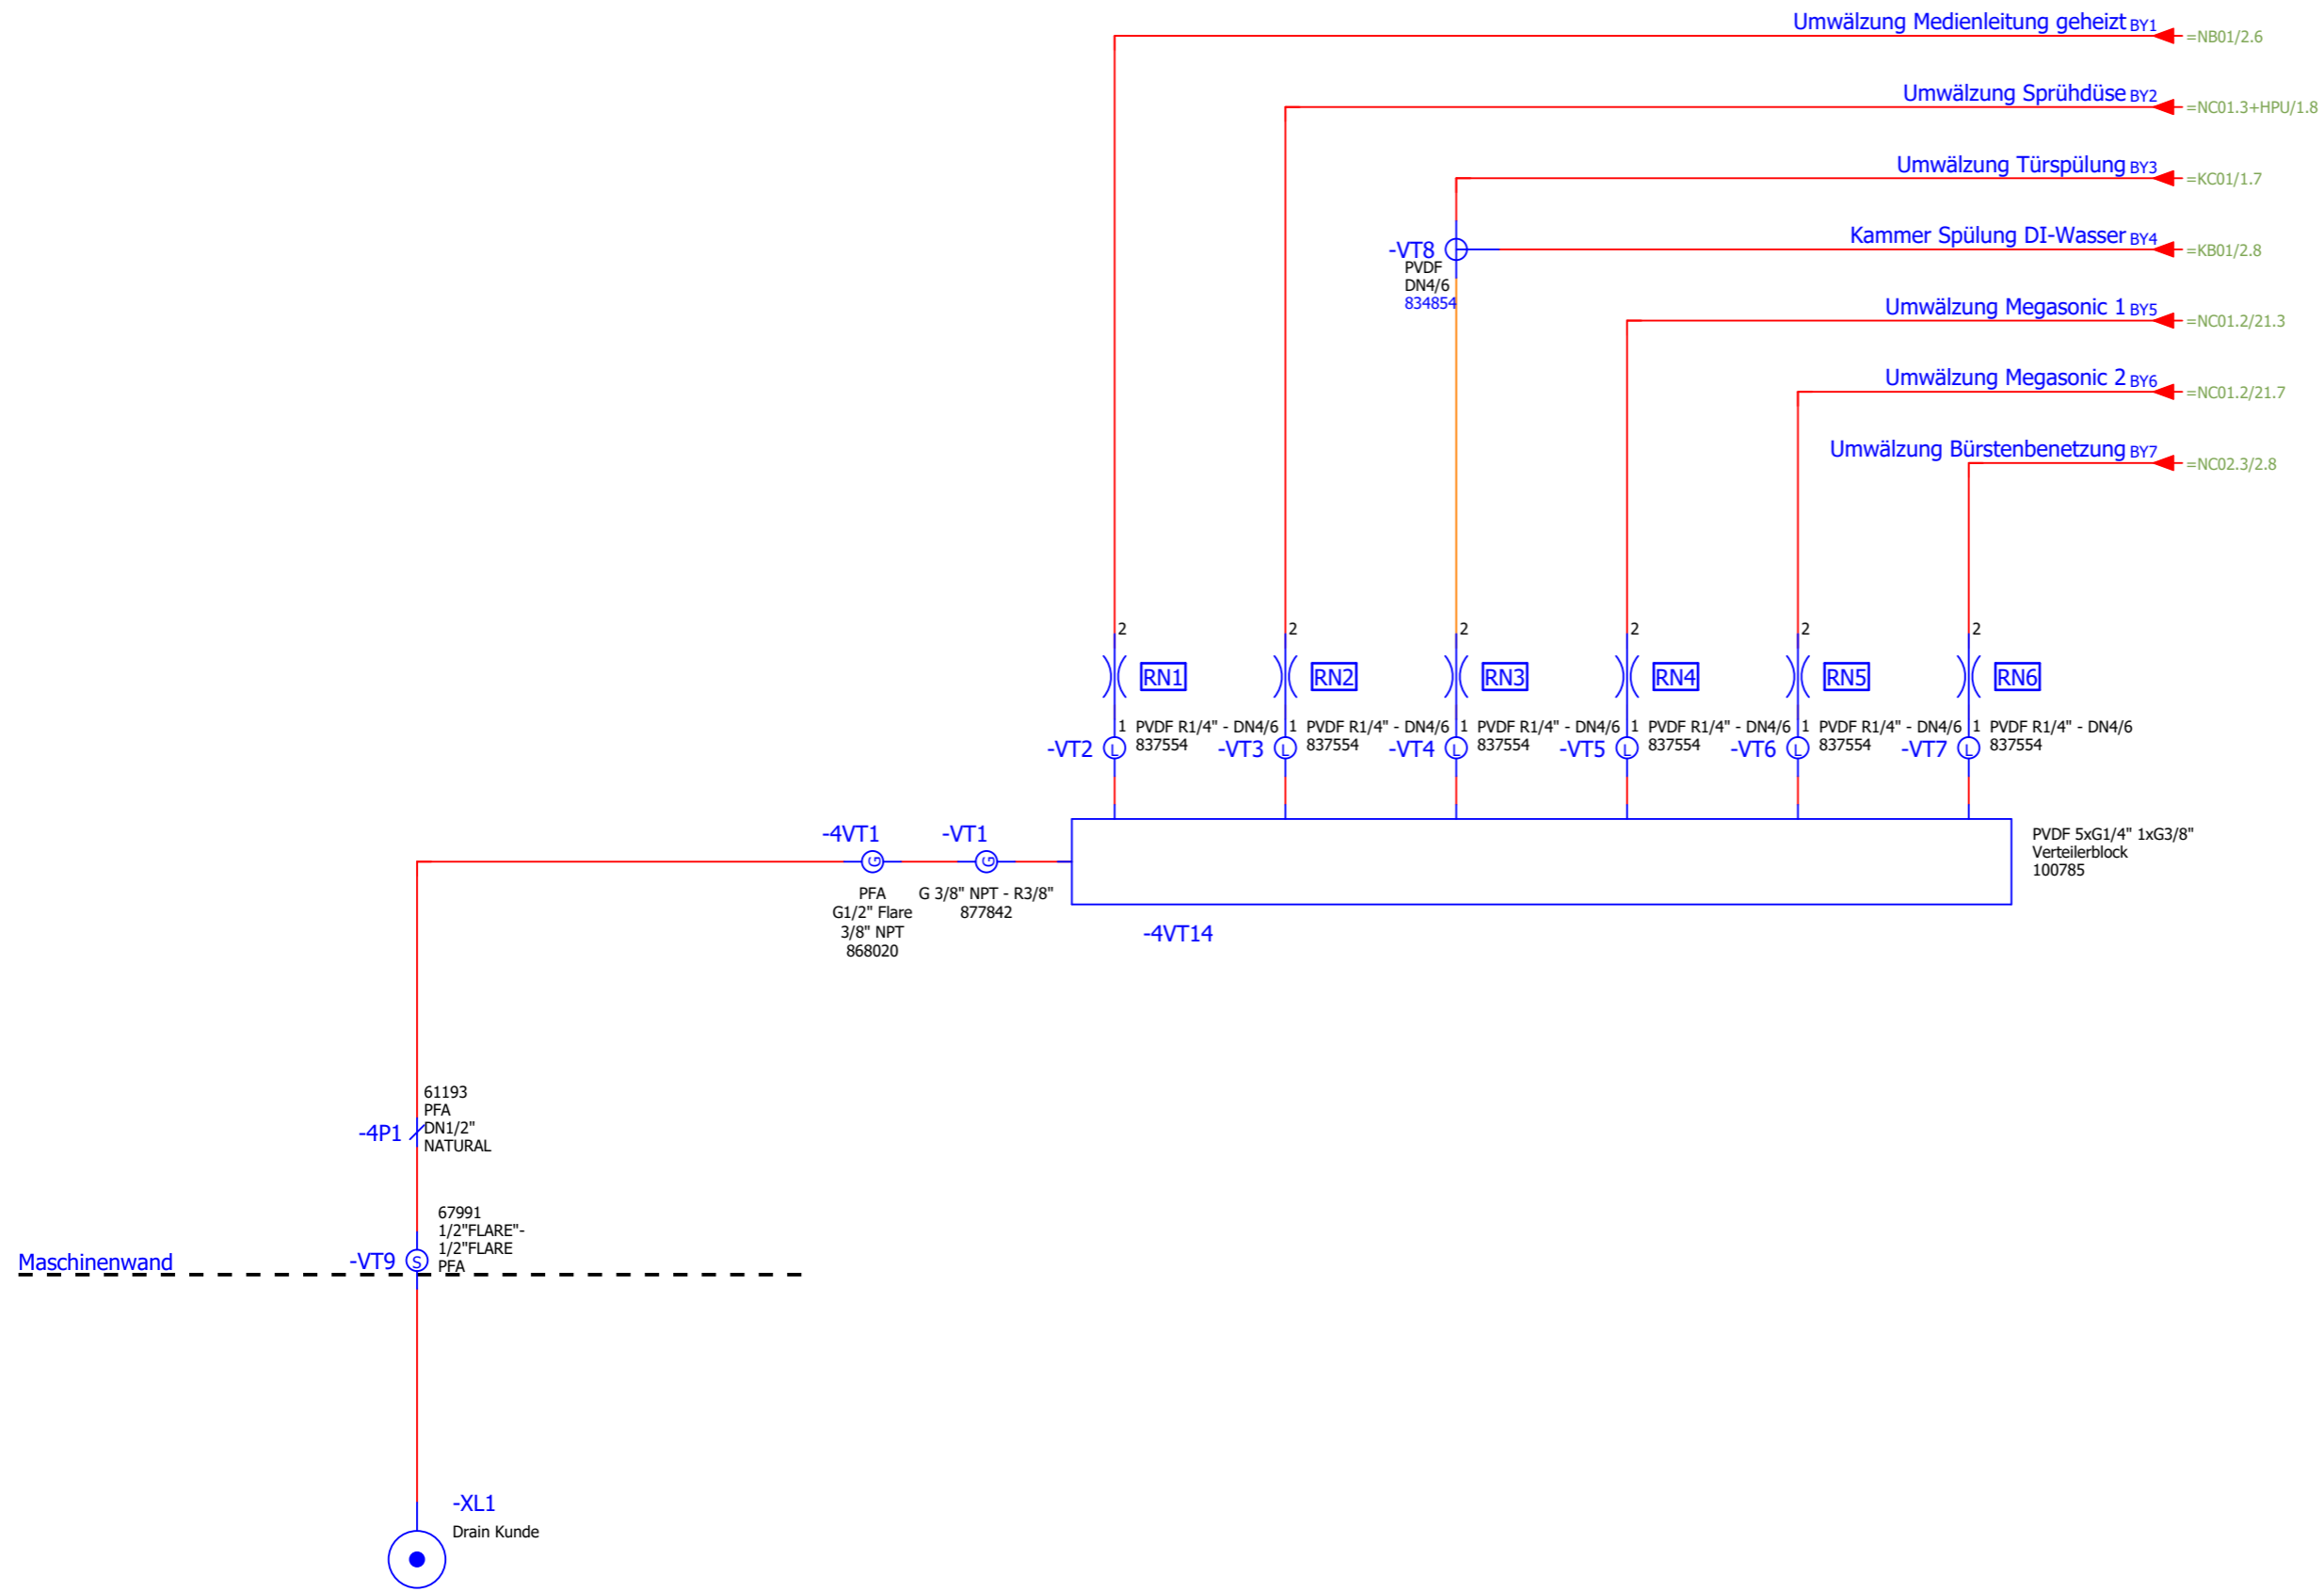 Umwälzung Medienleitung geheizt BY1 =NB01/2.6
Umwälzung Sprühdüse BY2 =NC01.3+HPU/1.8
Umwälzung Türspülung BY3 =KC01/1.7
Kammer Spülung DI-Wasser BY4 =KB01/2.8
-VT8
PVDF
DN4/6
834854
Umwälzung Megasonic 1 BY5 =NC01.2/21.3
Umwälzung Megasonic 2 BY6 =NC01.2/21.7
Umwälzung Bürstenbenetzung BY7 =NC02.3/2.8
2 2 2 2 2 2
RN1 RN2 RN3 RN4 RN5 RN6
1 PVDF R1/4" - DN4/6 1 PVDF R1/4" - DN4/6 1 PVDF R1/4" - DN4/6 1 PVDF R1/4" - DN4/6 1 PVDF R1/4" - DN4/6 1 PVDF R1/4" - DN4/6
-VT2 L 837554 -VT3 L 837554 -VT4 L 837554 -VT5 L 837554 -VT6 L 837554 -VT7 L 837554
-4VT1 -VT1
G G
PFA
G1/2" Flare
3/8" NPT
868020
G 3/8" NPT - R3/8"
877842
PVDF 5xG1/4" 1xG3/8"
Verteilerblock
100785
-4VT14
-4P1
61193
PFA
DN1/2"
NATURAL
67991
1/2"FLARE"-
1/2"FLARE
PFA
Maschinenwand
-VT9 S
-XL1
Drain Kunde